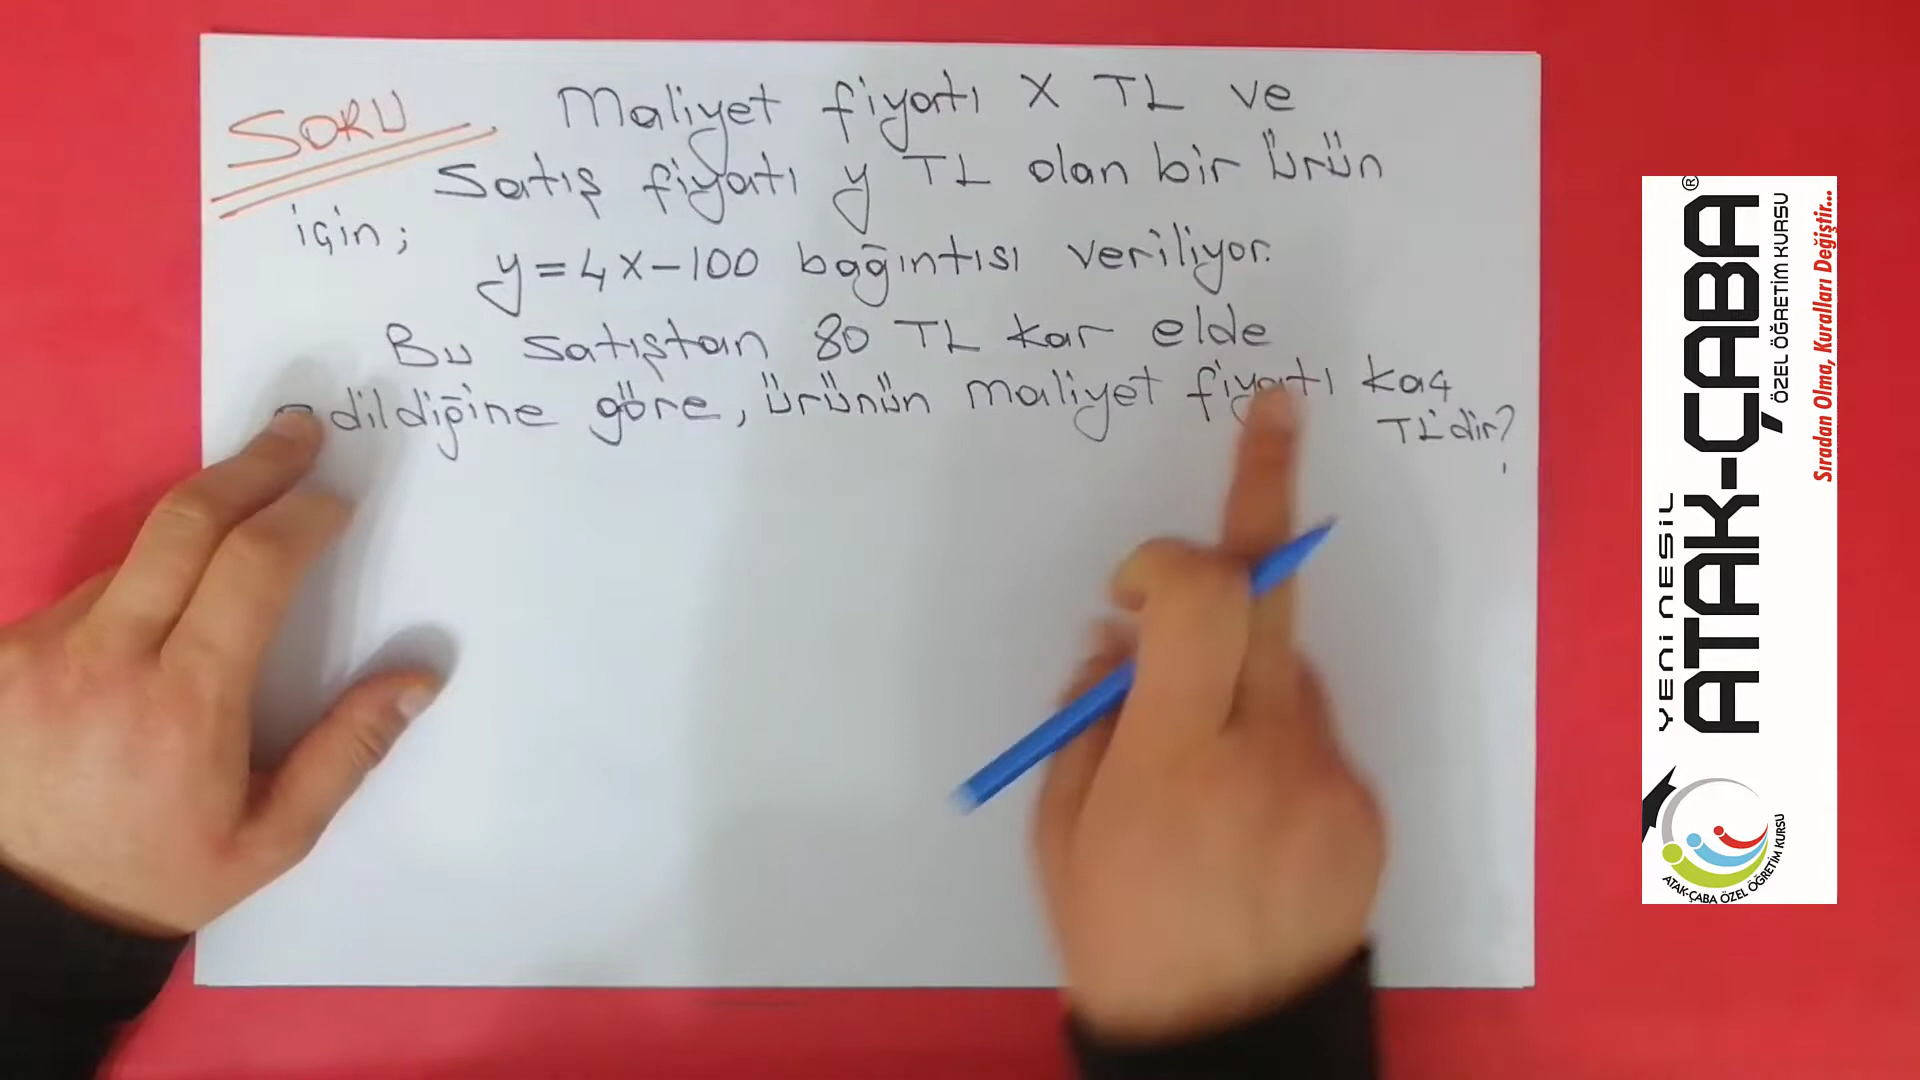 SORU
Maliyet fiyatı x TL ve
Satış fiyatı y TL olan bir ürün
için;
y=4x-100 bağıntısı veriliyor.
Bu satıştan 80 TL kar elde
edildiğine göre, ürünün maliyet fiyatı kaç
TL'dir?
YENİ NESİL
ATAK-ÇABA®
ÖZEL ÖĞRETİM KURSU
Sıradan Olma, Kuralları Değiştir...
ATAK-ÇABA ÖZEL ÖĞRETİM KURSU